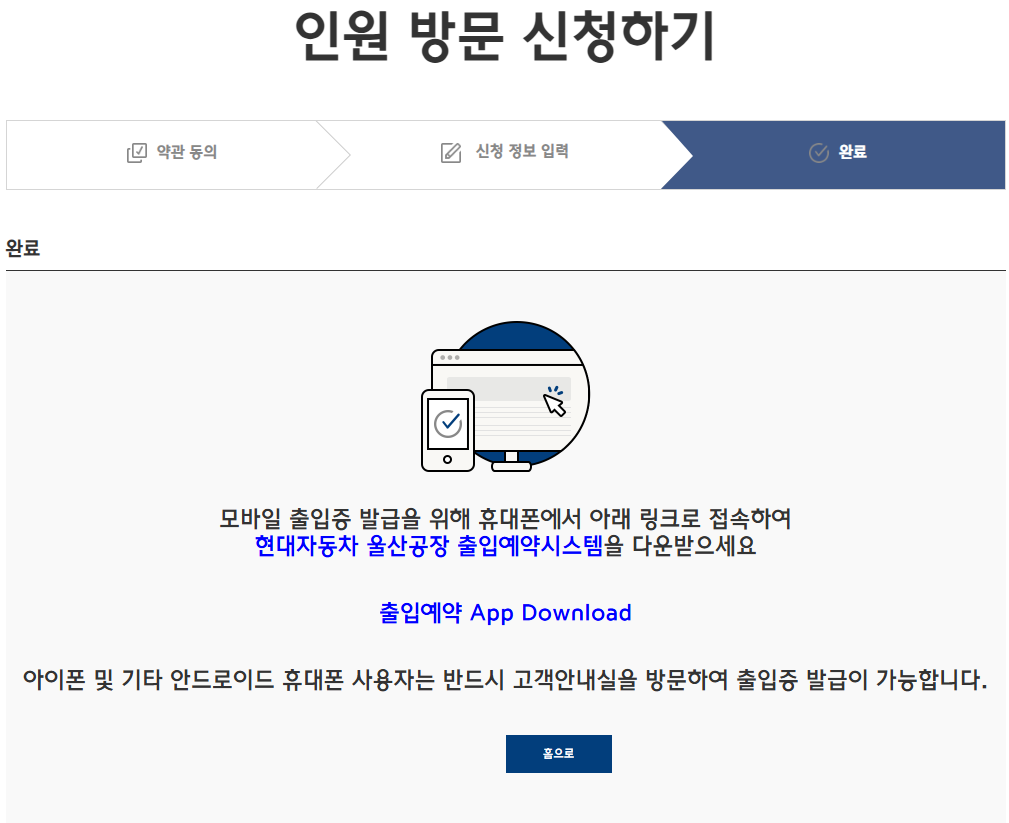 인원 방문 신청하기
약관 동의
신청 정보 입력
완료
완료
모바일 출입증 발급을 위해 휴대폰에서 아래 링크로 접속하여
현대자동차 울산공장 출입예약시스템을 다운받으세요
출입예약 App Download
아이폰 및 기타 안드로이드 휴대폰 사용자는 반드시 고객안내실을 방문하여 출입증 발급이 가능합니다.
홈으로